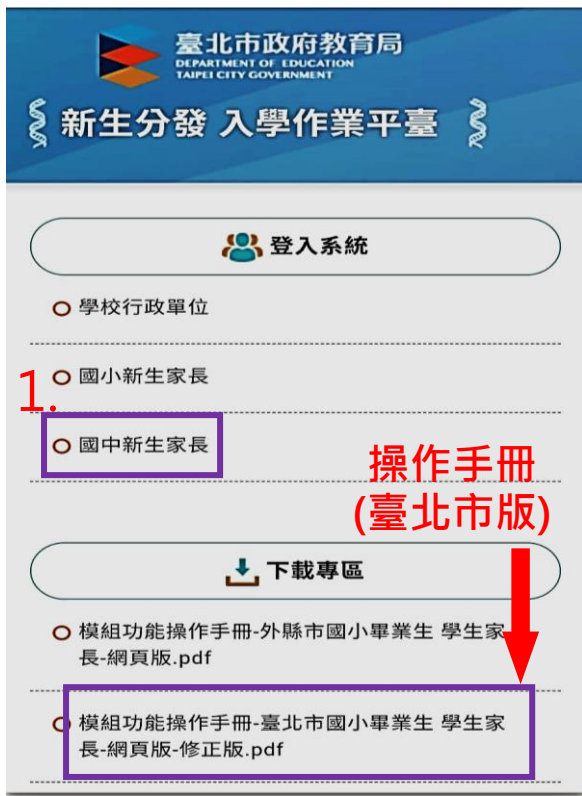 臺北市政府教育局
DEPARTMENT OF EDUCATION
TAIPEI CITY GOVERNMENT
新生分發 入學作業平臺
登入系統
學校行政單位
國小新生家長
1.
國中新生家長
操作手冊
(臺北市版)
下載專區
模組功能操作手冊-外縣市國小畢業生 學生家
長-網頁版.pdf
模組功能操作手冊-臺北市國小畢業生 學生家
長-網頁版-修正版.pdf